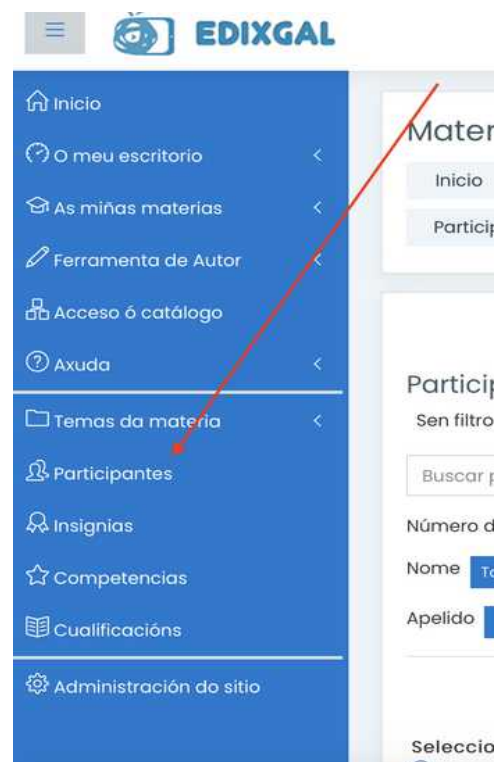 EDIXGAL
Inicio
O meu escritorio
As miñas materias
Ferramenta de Autor
Acceso ó catálogo
Axuda
Temas da materia
Participantes
Insignias
Competencias
Cualificacións
Administración do sitio
Mater
Inicio
Particip
Particip
Sen filtro
Buscar p
Número d
Nome To
Apelido
Seleccio